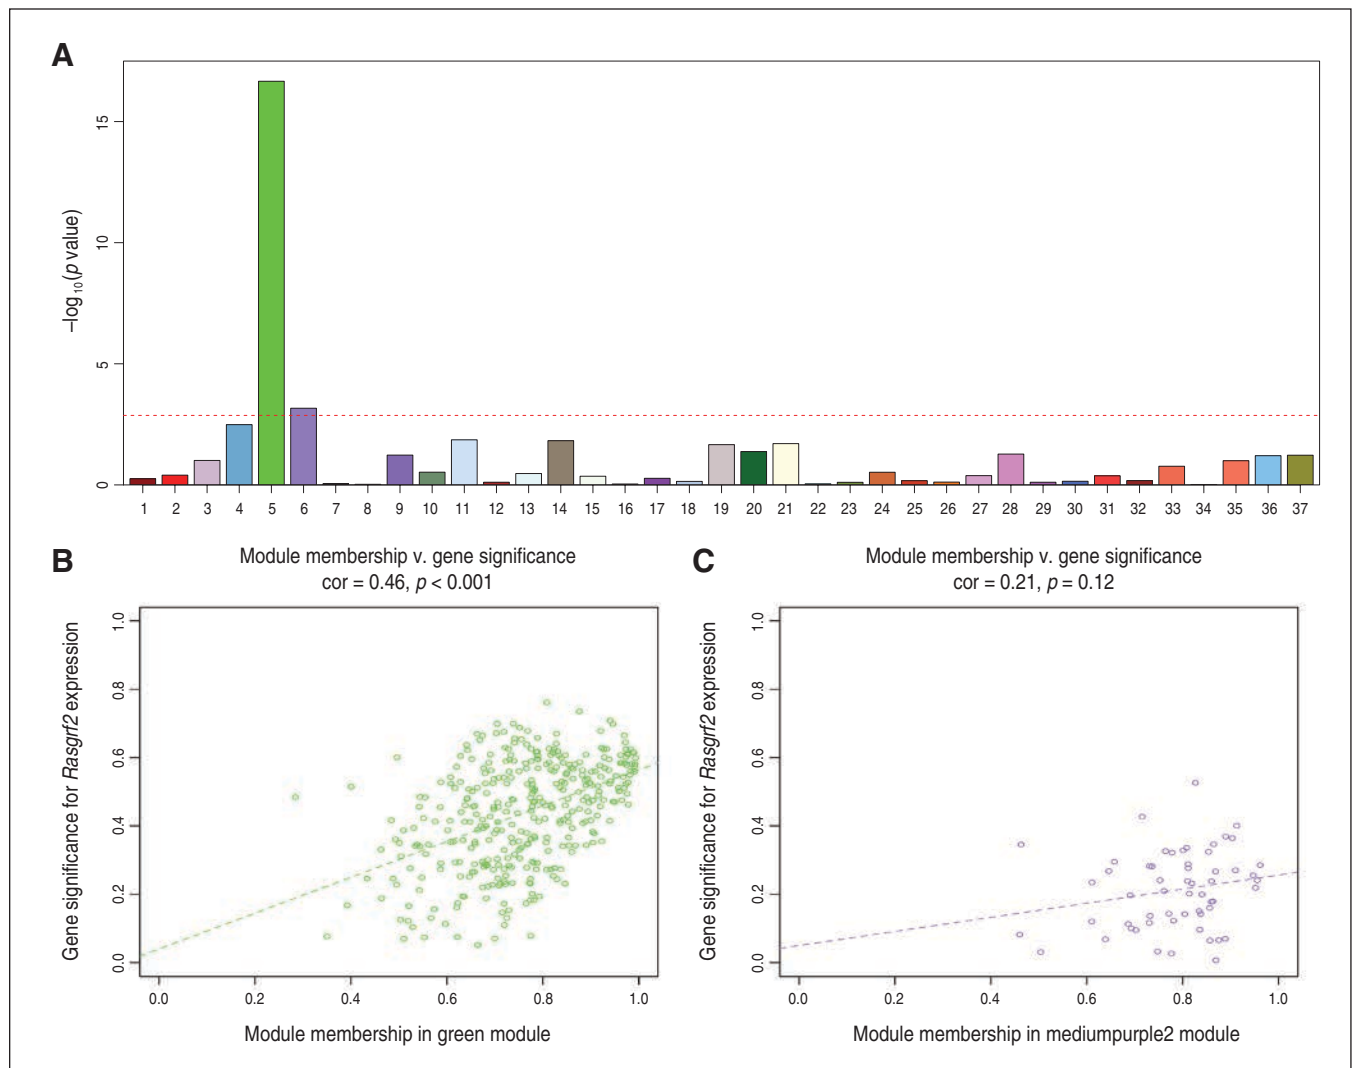 A
–log10(p value)
15
10
5
0
1 2 3 4 5 6 7 8 9 10 11 12 13 14 15 16 17 18 19 20 21 22 23 24 25 26 27 28 29 30 31 32 33 34 35 36 37
B
Module membership v. gene significance
cor = 0.46, p < 0.001
Gene significance for Rasgrf2 expression
1.0
0.8
0.6
0.4
0.2
0.0
0.0 0.2 0.4 0.6 0.8 1.0
Module membership in green module
C
Module membership v. gene significance
cor = 0.21, p = 0.12
Gene significance for Rasgrf2 expression
1.0
0.8
0.6
0.4
0.2
0.0
0.0 0.2 0.4 0.6 0.8 1.0
Module membership in mediumpurple2 module